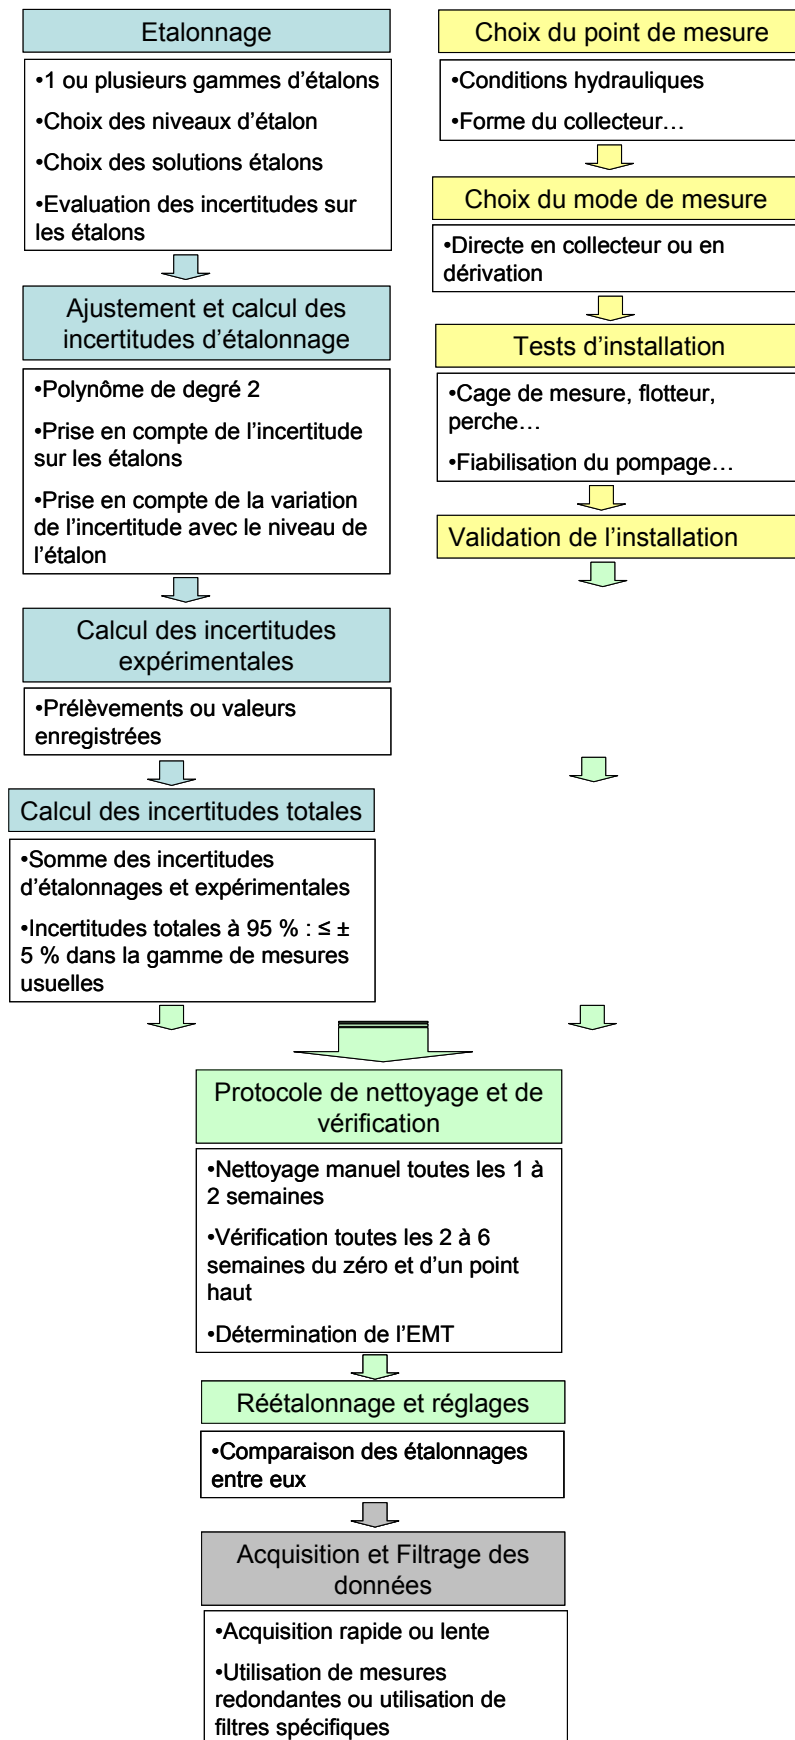 Etalonnage
•1 ou plusieurs gammes d'étalons
•Choix des niveaux d'étalon
•Choix des solutions étalons
•Evaluation des incertitudes sur
les étalons
Ajustement et calcul des
incertitudes d'étalonnage
•Polynôme de degré 2
•Prise en compte de l'incertitude
sur les étalons
•Prise en compte de la variation
de l'incertitude avec le niveau de
l'étalon
Calcul des incertitudes
expérimentales
•Prélèvements ou valeurs
enregistrées
Calcul des incertitudes totales
•Somme des incertitudes
d'étalonnages et expérimentales
•Incertitudes totales à 95 % : ≤ ±
5 % dans la gamme de mesures
usuelles
Choix du point de mesure
•Conditions hydrauliques
•Forme du collecteur…
Choix du mode de mesure
•Directe en collecteur ou en
dérivation
Tests d'installation
•Cage de mesure, flotteur,
perche…
•Fiabilisation du pompage…
Validation de l'installation
Protocole de nettoyage et de
vérification
•Nettoyage manuel toutes les 1 à
2 semaines
•Vérification toutes les 2 à 6
semaines du zéro et d'un point
haut
•Détermination de l'EMT
Réétalonnage et réglages
•Comparaison des étalonnages
entre eux
Acquisition et Filtrage des
données
•Acquisition rapide ou lente
•Utilisation de mesures
redondantes ou utilisation de
filtres spécifiques